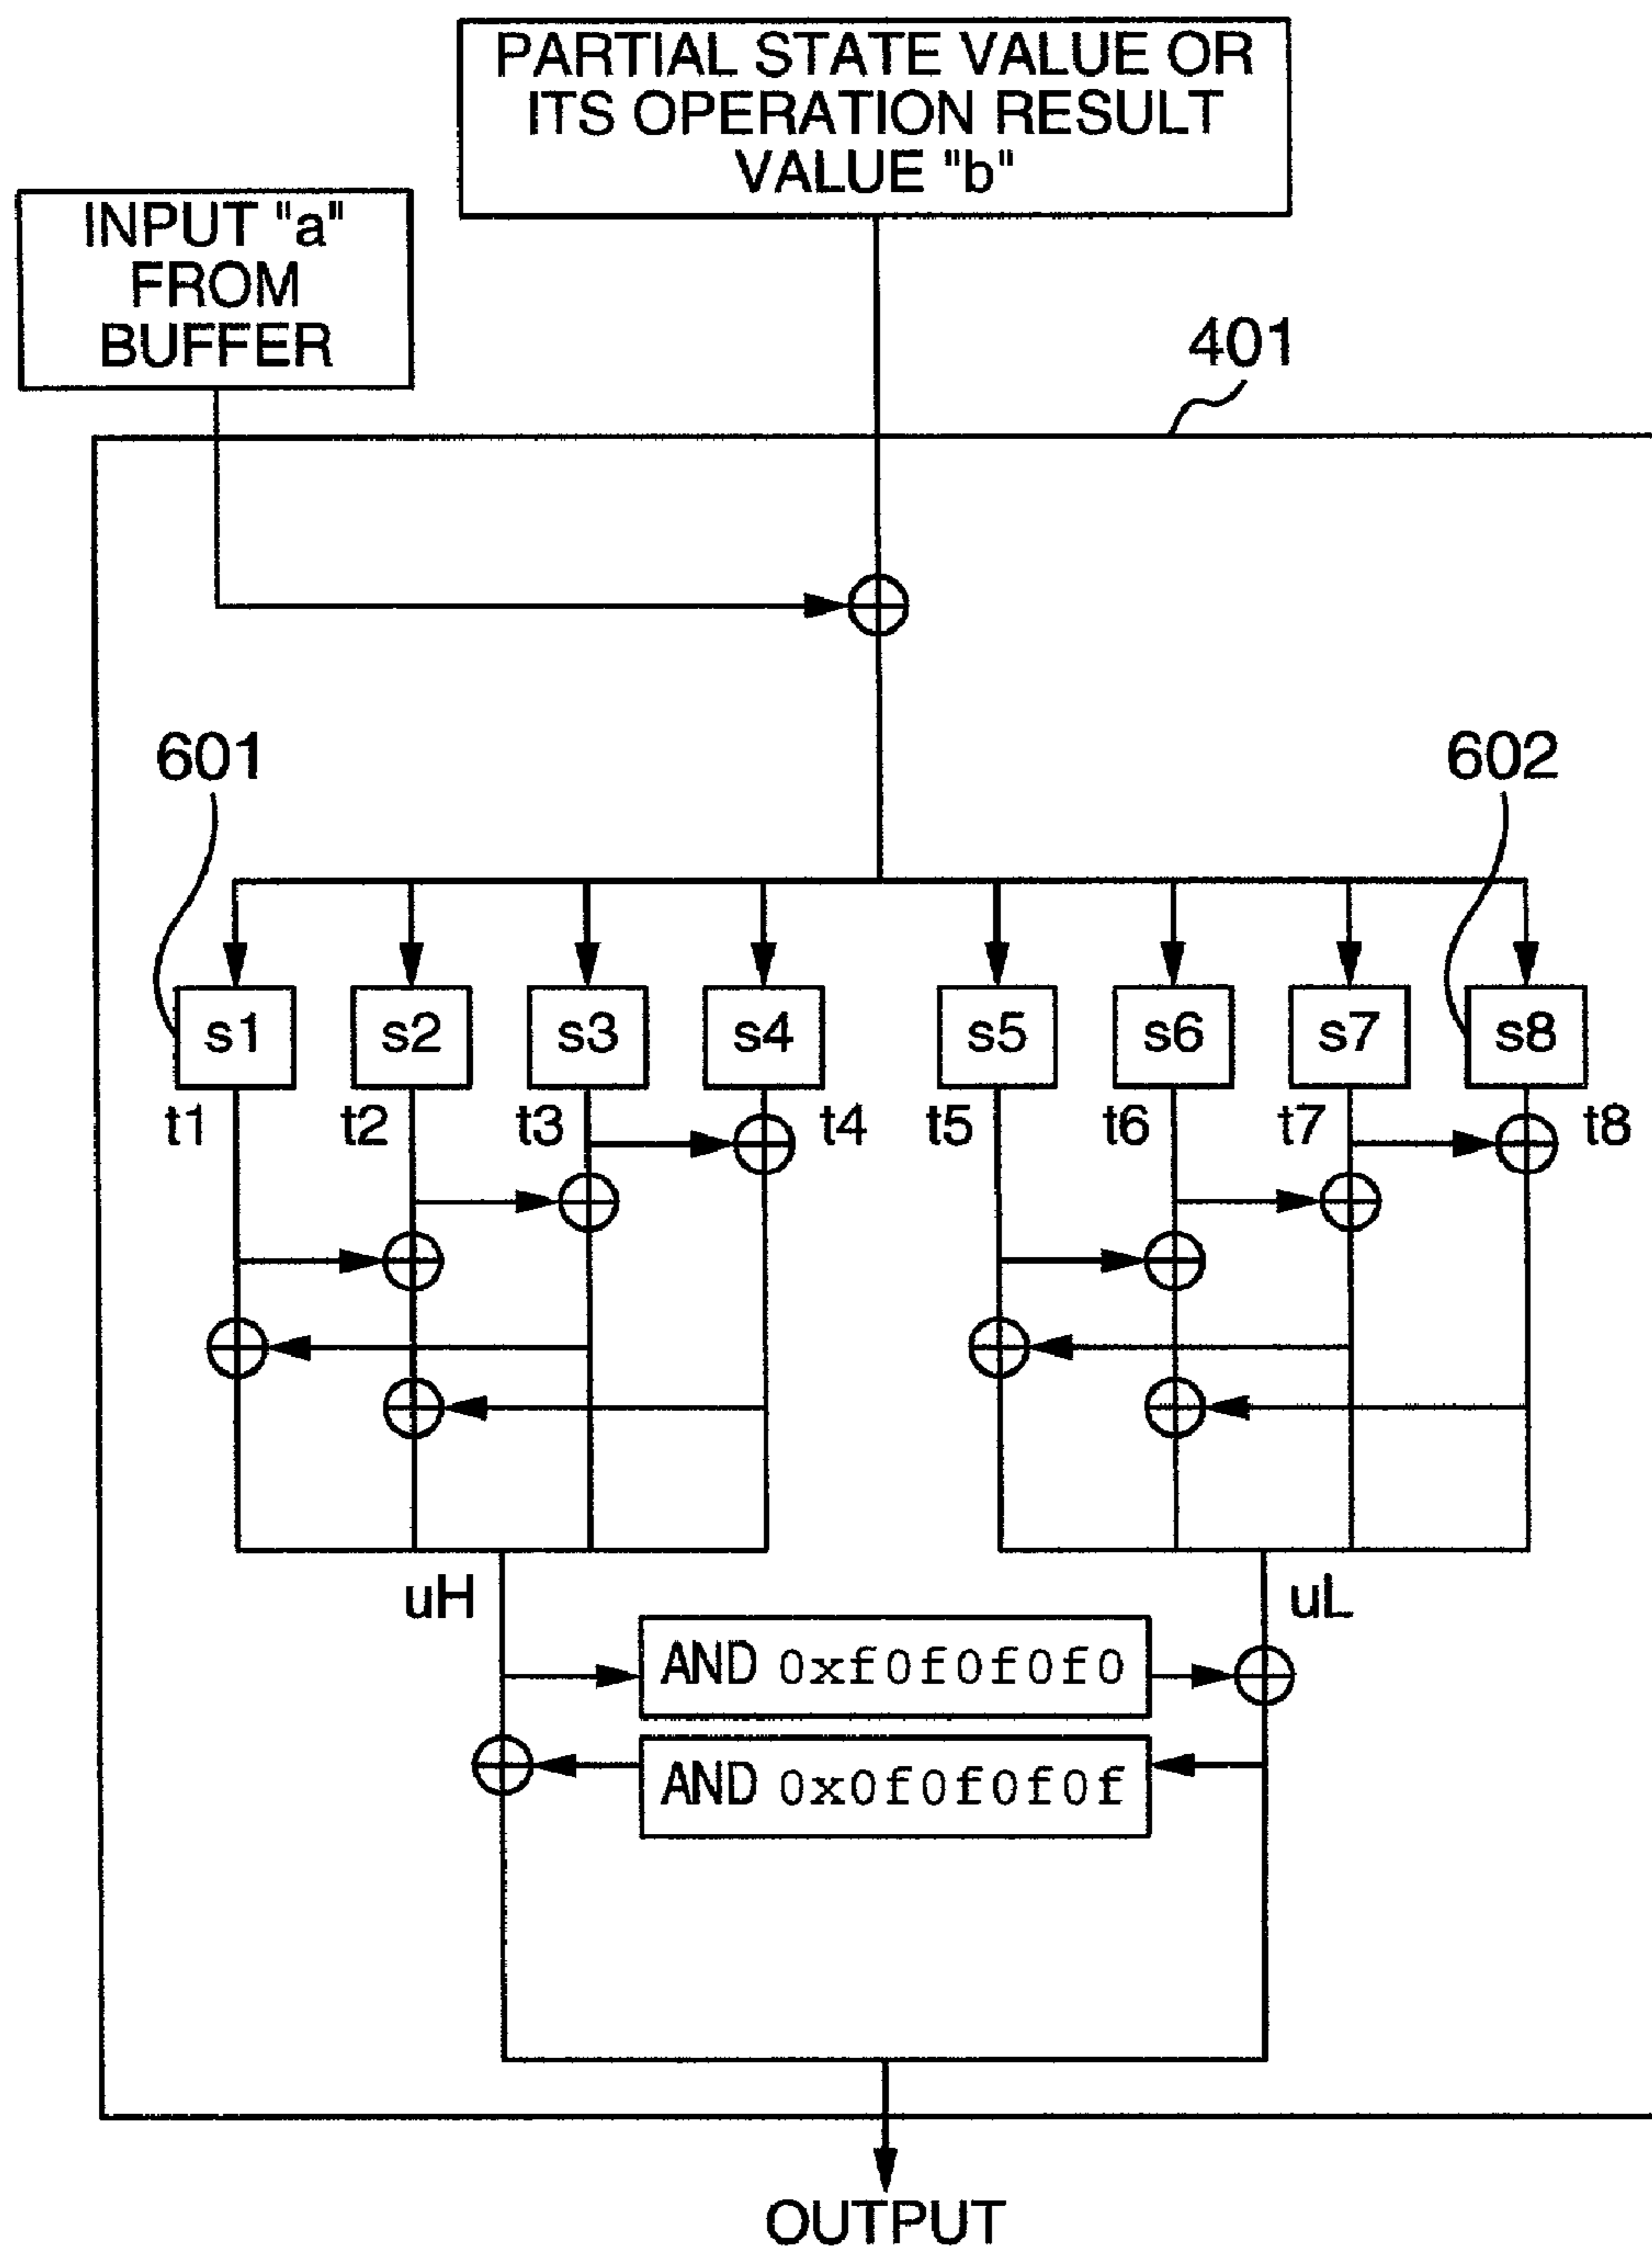 PARTIAL STATE VALUE OR
ITS OPERATION RESULT
VALUE "b"
INPUT "a"
FROM
BUFFER
401
601
602
s1 s2 s3 s4 s5 s6 s7 s8
t1 t2 t3 t4 t5 t6 t7 t8
uH uL
AND 0xf0f0f0f0
AND 0x0f0f0f0f
OUTPUT